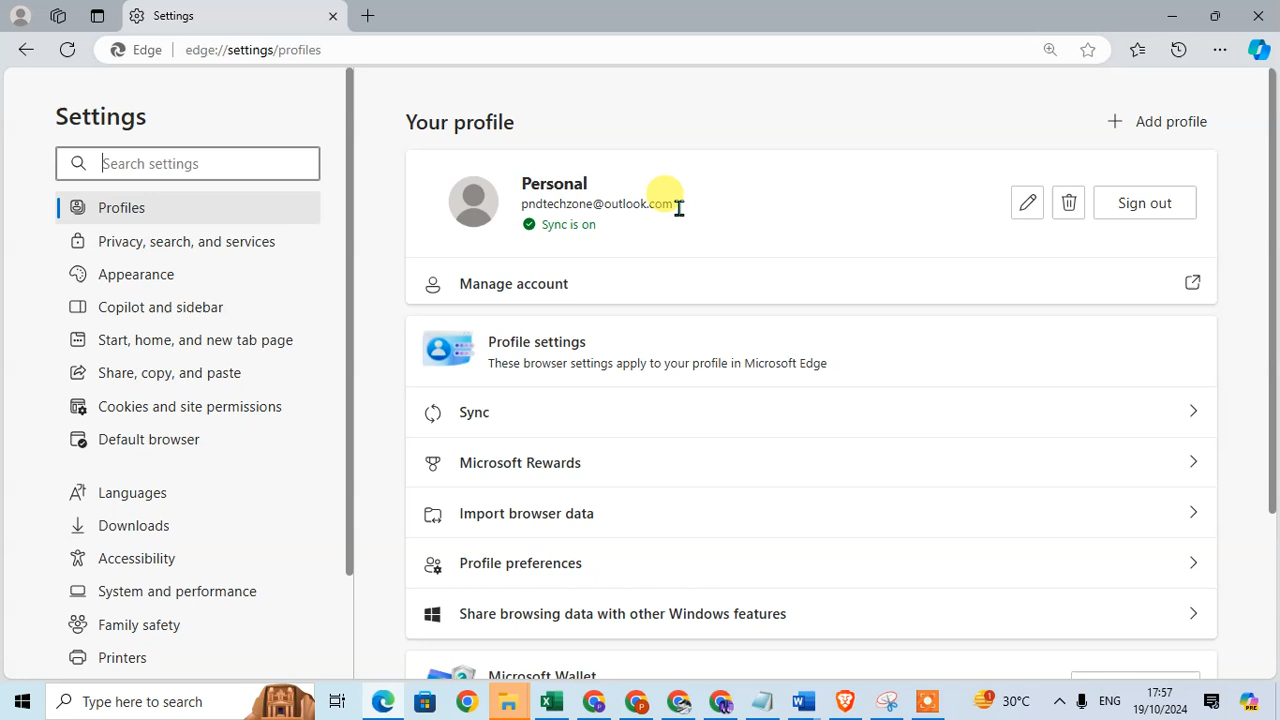 Settings
Edge edge://settings/profiles
Settings
Search settings
Profiles
Privacy, search, and services
Appearance
Copilot and sidebar
Start, home, and new tab page
Share, copy, and paste
Cookies and site permissions
Default browser
Languages
Downloads
Accessibility
System and performance
Family safety
Printers
Your profile
Add profile
Personal
pndtechzone@outlook.com
Sync is on
Sign out
Manage account
Profile settings
These browser settings apply to your profile in Microsoft Edge
Sync
Microsoft Rewards
Import browser data
Profile preferences
Share browsing data with other Windows features
Microsoft Wallet
Type here to search
30°C
ENG
17:57
19/10/2024